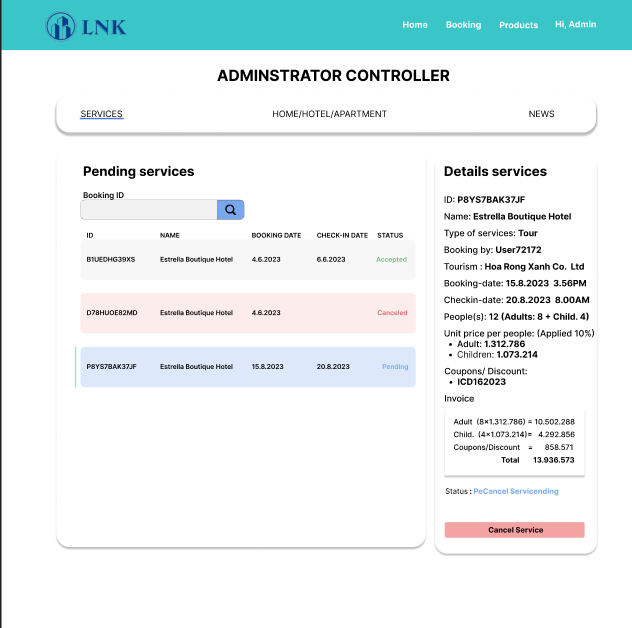 LNK
Home Booking Products Hi, Admin
ADMINSTRATOR CONTROLLER
SERVICES HOME/HOTEL/APARTMENT NEWS
Pending services
Booking ID
ID NAME BOOKING DATE CHECK-IN DATE STATUS
B1UEDHG39XS Estrella Boutique Hotel 4.6.2023 6.6.2023 Accepted
D78HUOE82MD Estrella Boutique Hotel 4.6.2023 Canceled
P8YS7BAK37JF Estrella Boutique Hotel 15.8.2023 20.8.2023 Pending
Details services
ID: P8YS7BAK37JF
Name: Estrella Boutique Hotel
Type of services: Tour
Booking by: User72172
Tourism : Hoa Rong Xanh Co. Ltd
Booking-date: 15.8.2023 3.56PM
Checkin-date: 20.8.2023 8.00AM
People(s): 12 (Adults: 8 + Child. 4)
Unit price per people: (Applied 10%)
• Adult: 1.312.786
• Children: 1.073.214
Coupons/ Discount:
• ICD162023
Invoice
Adult (8x1.312.786) = 10.502.288
Child. (4x1.073.214)= 4.292.856
Coupons/Discount = 858.571
Total 13.936.573
Status : PeCancel Servicending
Cancel Service